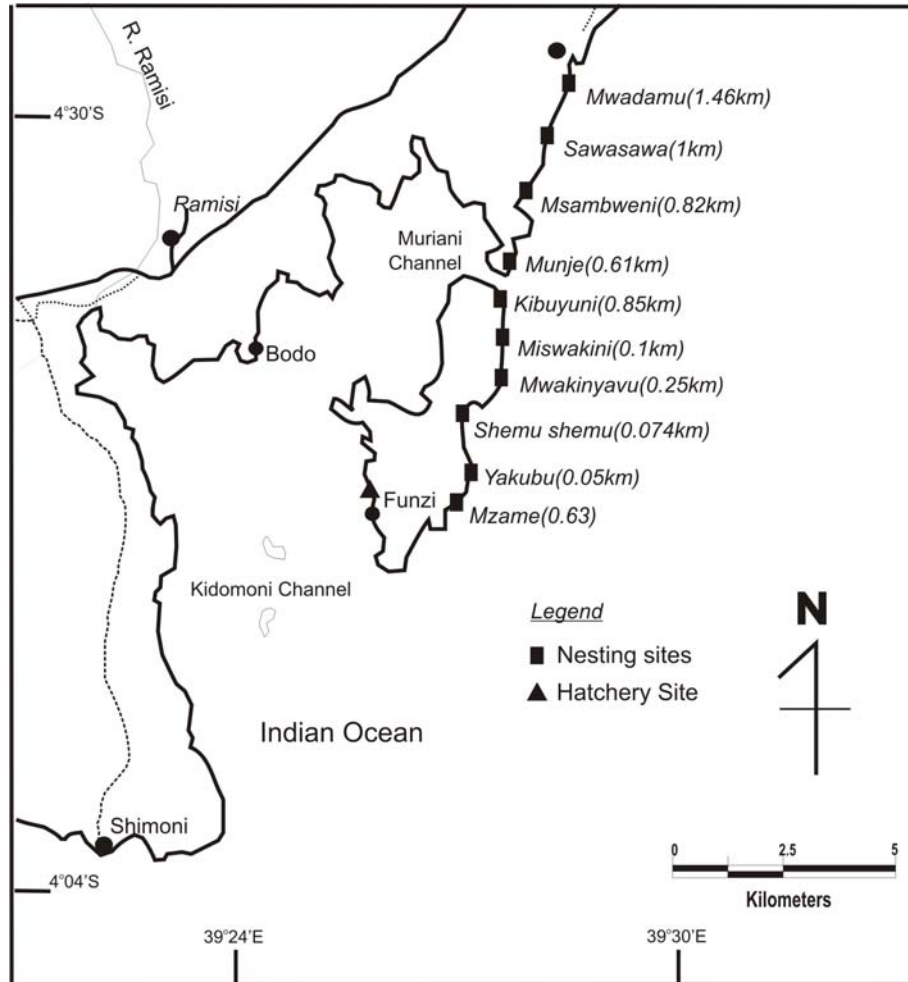 R. Ramisi
4°30'S
Mwadamu(1.46km)
Sawasawa(1km)
Msambweni(0.82km)
Ramisi
Muriani
Channel
Munje(0.61km)
Kibuyuni(0.85km)
Miswakini(0.1km)
Bodo
Mwakinyavu(0.25km)
Shemu shemu(0.074km)
Yakubu(0.05km)
Funzi
Mzame(0.63)
Kidomoni Channel
Legend
N
Nesting sites
Hatchery Site
Indian Ocean
Shimoni
0 2.5 5
Kilometers
4°04'S
39°24'E
39°30'E